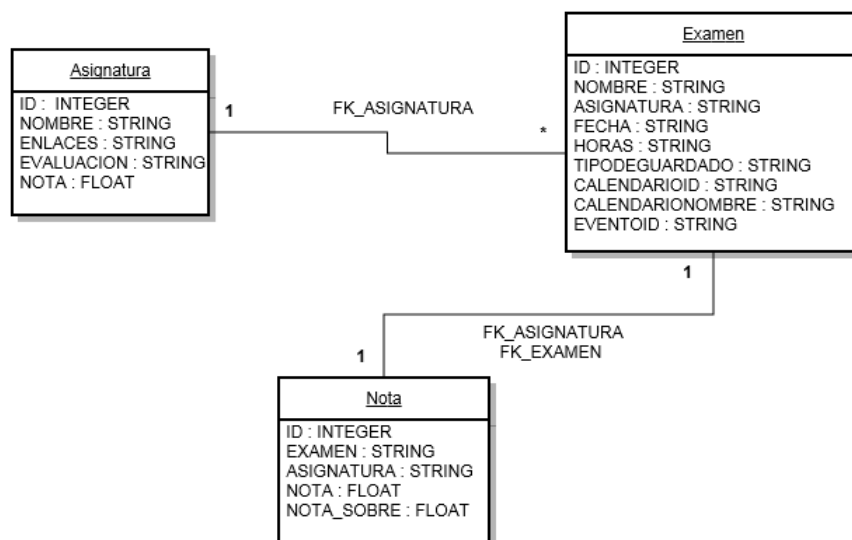 Asignatura
ID : INTEGER
NOMBRE : STRING
ENLACES : STRING
EVALUACION : STRING
NOTA : FLOAT
1
FK_ASIGNATURA
*
Examen
ID : INTEGER
NOMBRE : STRING
ASIGNATURA : STRING
FECHA : STRING
HORAS : STRING
TIPODEGUARDADO : STRING
CALENDARIOID : STRING
CALENDARIONOMBRE : STRING
EVENTOID : STRING
1
FK_ASIGNATURA
FK_EXAMEN
1
Nota
ID : INTEGER
EXAMEN : STRING
ASIGNATURA : STRING
NOTA : FLOAT
NOTA_SOBRE : FLOAT